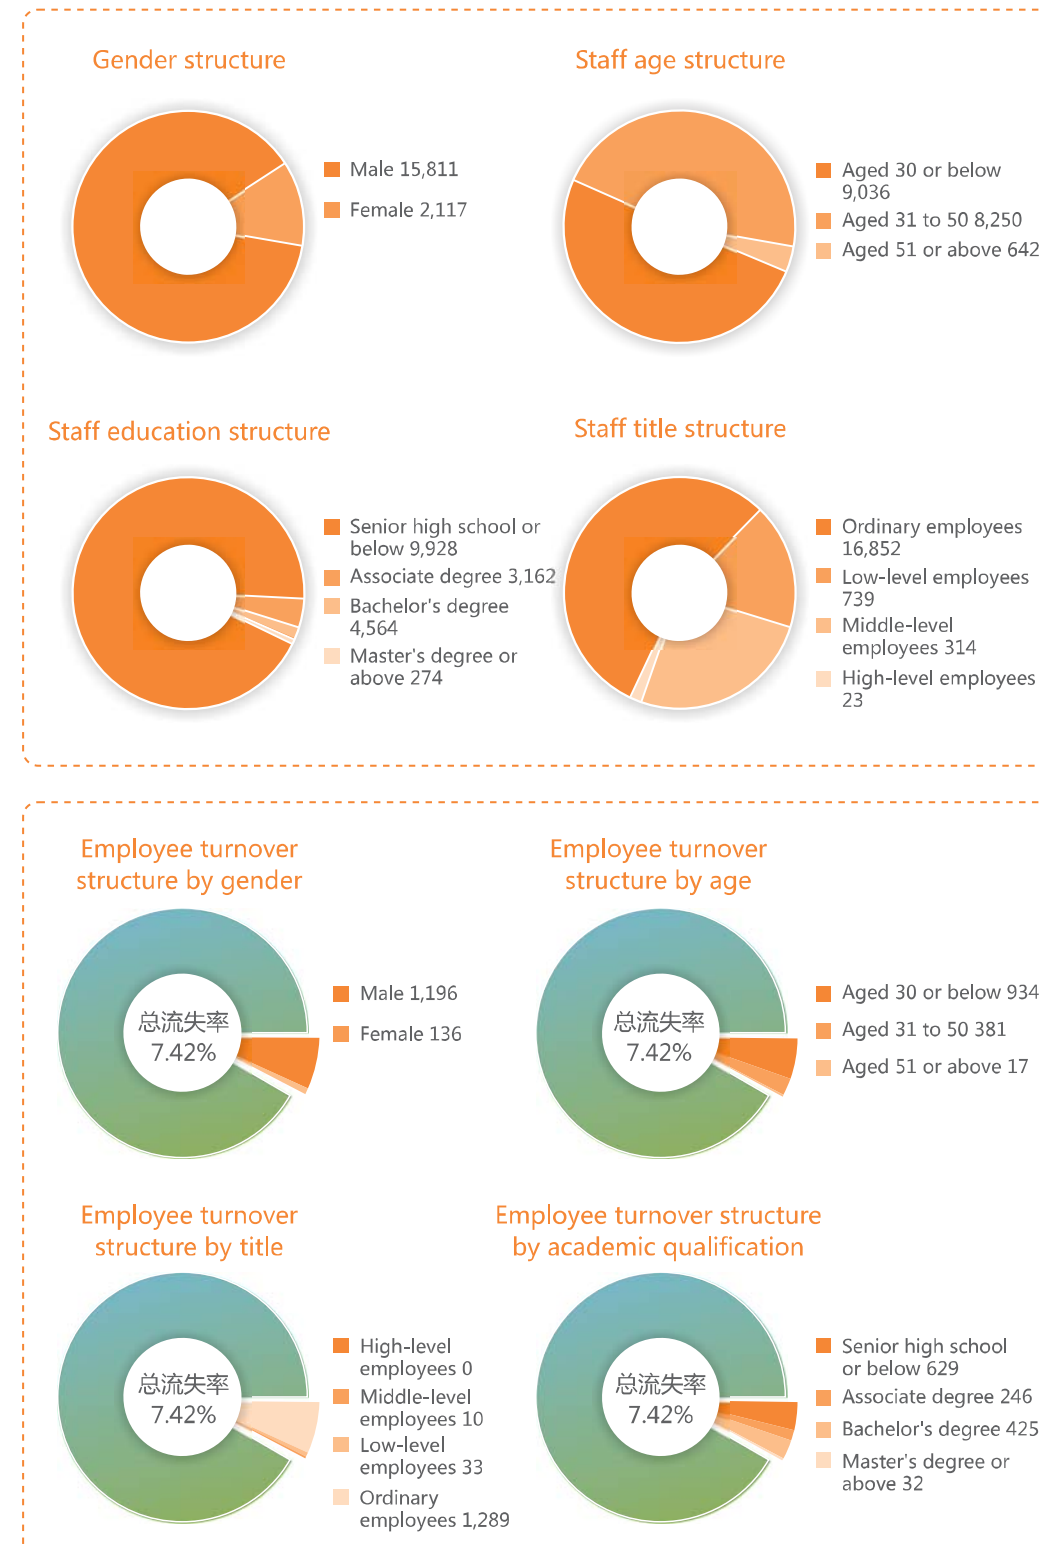 Gender structure
Male 15,811
Female 2,117
Staff age structure
Aged 30 or below
9,036
Aged 31 to 50 8,250
Aged 51 or above 642
Staff education structure
Senior high school or
below 9,928
Associate degree 3,162
Bachelor's degree
4,564
Master's degree or
above 274
Staff title structure
Ordinary employees
16,852
Low-level employees
739
Middle-level
employees 314
High-level employees
23
Employee turnover
structure by gender
总流失率
7.42%
Male 1,196
Female 136
Employee turnover
structure by age
总流失率
7.42%
Aged 30 or below 934
Aged 31 to 50 381
Aged 51 or above 17
Employee turnover
structure by title
总流失率
7.42%
High-level
employees 0
Middle-level
employees 10
Low-level
employees 33
Ordinary
employees 1,289
Employee turnover structure
by academic qualification
总流失率
7.42%
Senior high school
or below 629
Associate degree 246
Bachelor's degree 425
Master's degree or
above 32